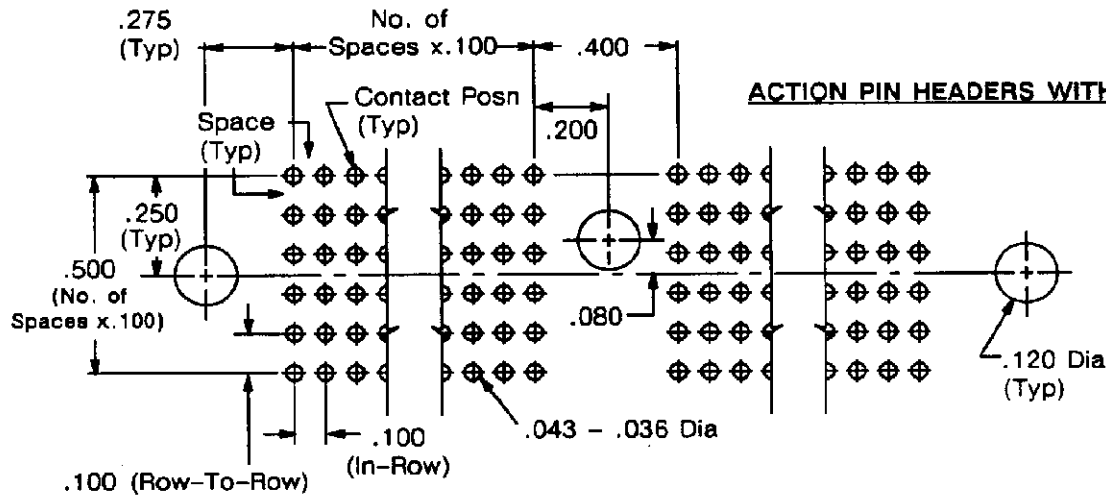 .275
(Typ)
No. of
Spaces x.100
.400
ACTION PIN HEADERS WITH
Contact Posn
(Typ)
Space
(Typ)
.200
.250
(Typ)
.500
(No. of
Spaces x.100)
.080
.120 Dia
(Typ)
.043 - .036 Dia
.100
(In-Row)
.100 (Row-To-Row)